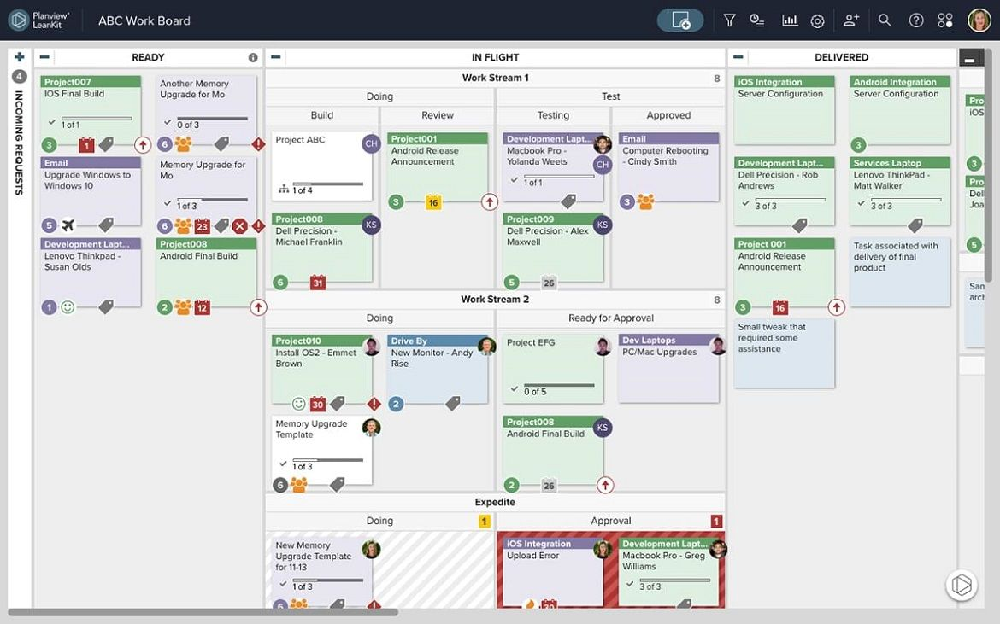 Planview®
LeanKit
ABC Work Board
4
INCOMING REQUESTS
READY
Project007
IOS Final Build
1 of 1
3
1
Another Memory
Upgrade for Mo
0 of 3
6
Email
Upgrade Windows to
Windows 10
5
Memory Upgrade for
Mo
1 of 3
6
23
Development Lapt...
Lenovo Thinkpad -
Susan Olds
1
Project008
Android Final Build
2
12
IN FLIGHT
Work Stream 1
8
Doing
Test
Build
Review
Testing
Approved
Project ABC
CH
1 of 4
Project001
Android Release
Announcement
3
16
Development Lapt...
Macbook Pro -
Yolanda Weets
CH
1 of 1
Email
Computer Rebooting
- Cindy Smith
3
Project008
KS
Dell Precision -
Michael Franklin
6
31
Project009
KS
Dell Precision - Alex
Maxwell
5
26
Work Stream 2
8
Doing
Ready for Approval
Project010
Install OS2 - Emmet
Brown
30
Drive By
New Monitor - Andy
Rise
2
Project EFG
0 of 5
Dev Laptops
PC/Mac Upgrades
Memory Upgrade
Template
1 of 3
6
Project008
KS
Android Final Build
2
26
Expedite
Doing
1
Approval
1
New Memory
Upgrade Template
for 11-13
1 of 3
6
iOS Integration
Upload Error
30
Development Lapt...
Macbook Pro - Greg
Williams
3 of 3
DELIVERED
iOS Integration
Server Configuration
Android Integration
Server Configuration
3
Development Lapt...
Dell Precision - Rob
Andrews
3 of 3
Services Laptop
Lenovo ThinkPad -
Matt Walker
3 of 3
Project 001
Android Release
Announcement
3
16
Task associated with
delivery of final
product
Small tweak that
required some
assistance
Pro
iOS
3
Pro
Del
Joa
5
San
arch